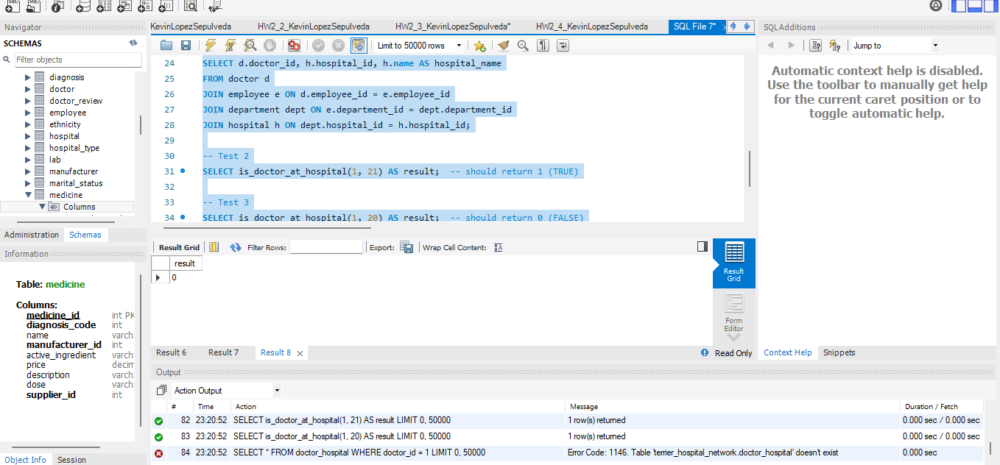 SQL
SQL
Navigator
SCHEMAS
Filter objects
diagnosis
doctor
doctor_review
employee
ethnicity
hospital
hospital_type
lab
manufacturer
marital_status
medicine
Columns
Administration Schemas
Information
Table: medicine
Columns:
medicine_id int PK
diagnosis_code int
name varch
manufacturer_id int
active_ingredient varch
price decim
description varch
dose varch
supplier_id int
Object Info Session
KevinLopezSepulveda HW2_2_KevinLopezSepulveda HW2_3_KevinLopezSepulveda* HW2_4_KevinLopezSepulveda SQL File 7*
Limit to 50000 rows
24 SELECT d.doctor_id, h.hospital_id, h.name AS hospital_name
25 FROM doctor d
26 JOIN employee e ON d.employee_id = e.employee_id
27 JOIN department dept ON e.department_id = dept.department_id
28 JOIN hospital h ON dept.hospital_id = h.hospital_id;
29
30 -- Test 2
31 SELECT is_doctor_at_hospital(1, 21) AS result; -- should return 1 (TRUE)
32
33 -- Test 3
34 SELECT is_doctor_at_hospital(1, 20) AS result; -- should return 0 (FALSE)
Result Grid Filter Rows: Export: Wrap Cell Content:
result
0
Result
Grid
Form
Editor
Result 6 Result 7 Result 8 Read Only
Output
Action Output
# Time Action Message Duration / Fetch
82 23:20:52 SELECT is_doctor_at_hospital(1, 21) AS result LIMIT 0, 50000 1 row(s) returned 0.000 sec / 0.000 sec
83 23:20:52 SELECT is_doctor_at_hospital(1, 20) AS result LIMIT 0, 50000 1 row(s) returned 0.000 sec / 0.000 sec
84 23:20:52 SELECT * FROM doctor_hospital WHERE doctor_id = 1 LIMIT 0, 50000 Error Code: 1146. Table 'terrier_hospital_network.doctor_hospital' doesn't exist 0.000 sec
SQLAdditions
Jump to
Automatic context help is disabled.
Use the toolbar to manually get help
for the current caret position or to
toggle automatic help.
Context Help Snippets